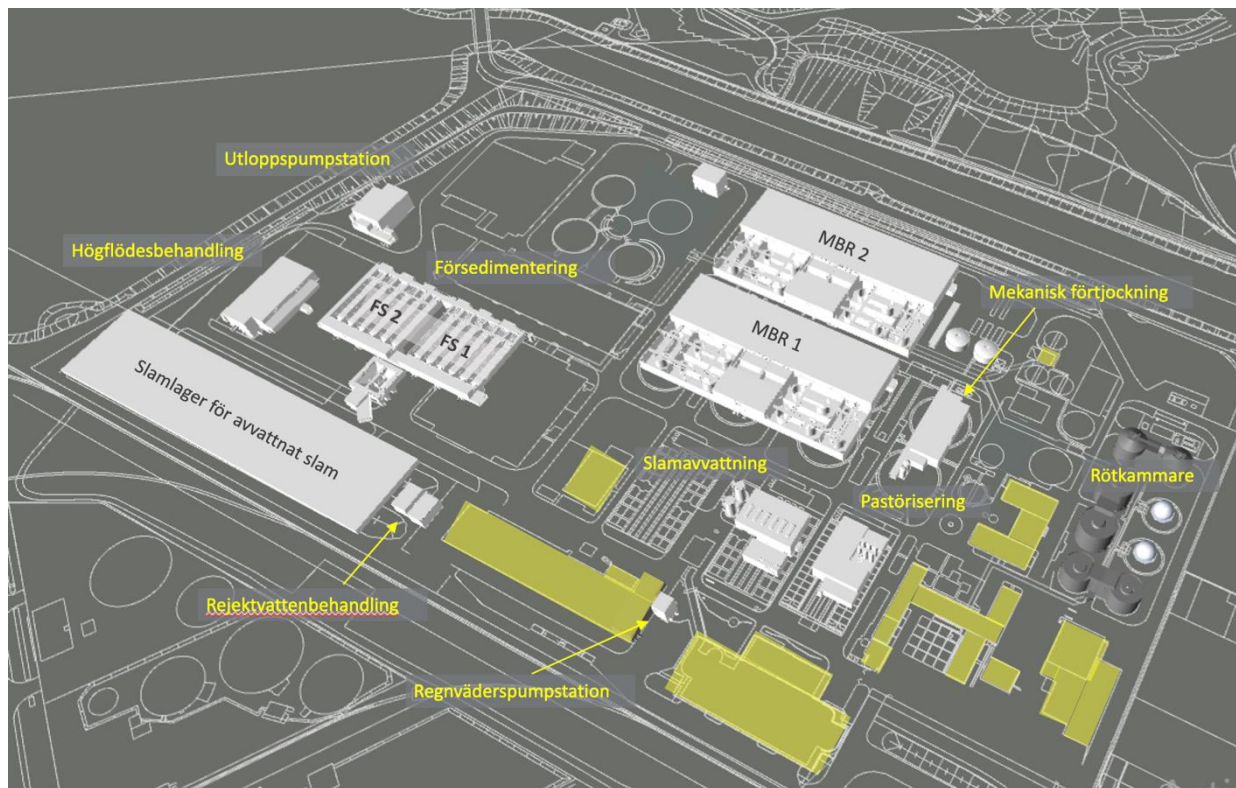 Utloppspumpstation
Högflödesbehandling
Försedimentering
MBR 2
Mekanisk förtjockning
FS 2
FS 1
MBR 1
Slamlager för avvattnat slam
Slamavvattning
Pastörisering
Rötkammare
Rejektvattenbehandling
Regnväderspumpstation